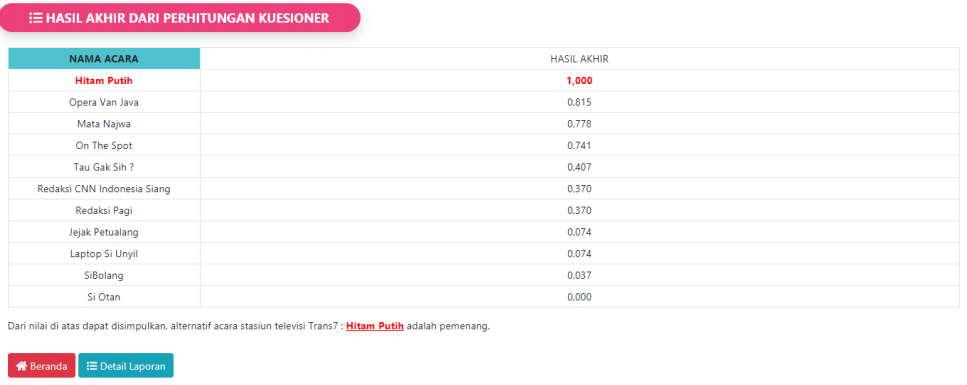 HASIL AKHIR DARI PERHITUNGAN KUESIONER
NAMA ACARA HASIL AKHIR
Hitam Putih 1,000
Opera Van Java 0,815
Mata Najwa 0,778
On The Spot 0,741
Tau Gak Sih ? 0,407
Redaksi CNN Indonesia Siang 0,370
Redaksi Pagi 0,370
Jejak Petualang 0,074
Laptop Si Unyil 0,074
SiBolang 0,037
Si Otan 0,000
Dari nilai di atas dapat disimpulkan, alternatif acara stasiun televisi Trans7 : Hitam Putih adalah pemenang.
Beranda Detail Laporan